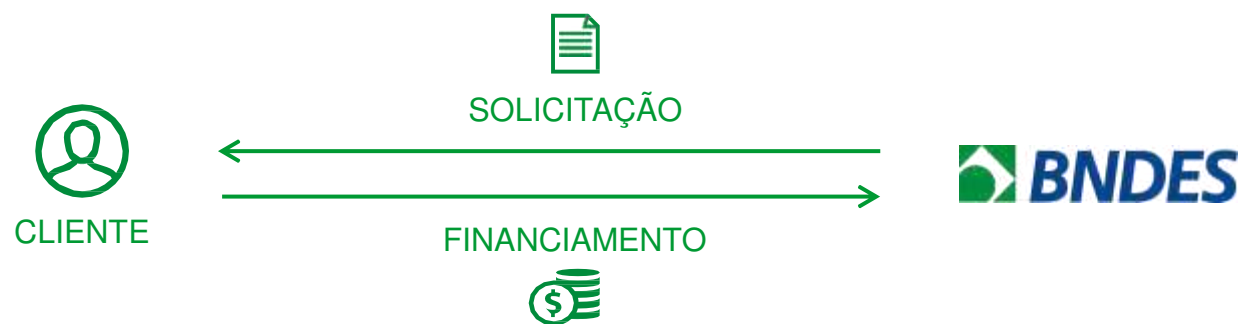 SOLICITAÇÃO
BNDES
CLIENTE
FINANCIAMENTO
$